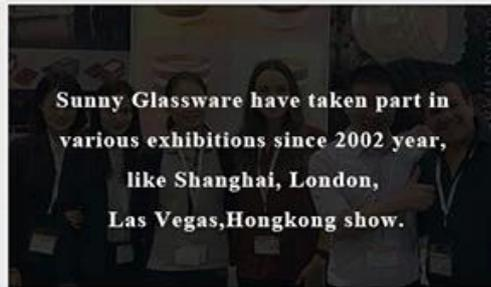 Sunny Glassware have taken part in
various exhibitions since 2002 year,
like Shanghai, London,
Las Vegas,Hongkong show.